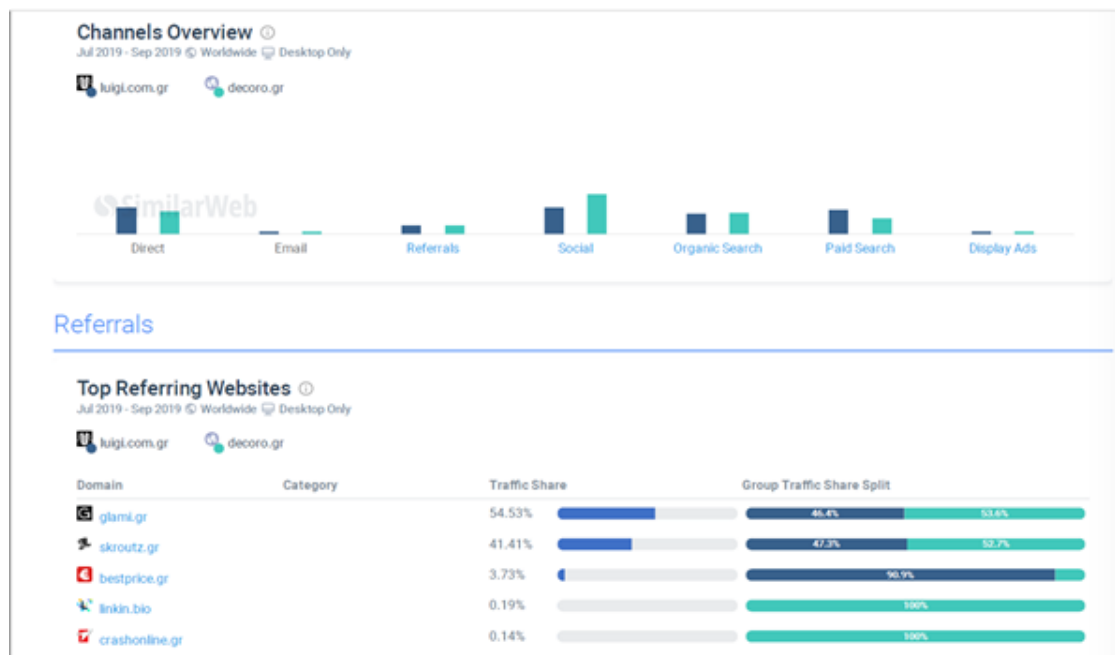 Channels Overview
Jul 2019 - Sep 2019 Worldwide Desktop Only
luigi.com.gr decoro.gr
SimilarWeb
Direct Email Referrals Social Organic Search Paid Search Display Ads
Referrals
Top Referring Websites
Jul 2019 - Sep 2019 Worldwide Desktop Only
luigi.com.gr decoro.gr
Domain Category Traffic Share Group Traffic Share Split
glami.gr 54.53% 46.4% 53.6%
skroutz.gr 41.41% 47.3% 52.7%
bestprice.gr 3.73% 90.9%
linkin.bio 0.19% 100%
crashonline.gr 0.14% 100%